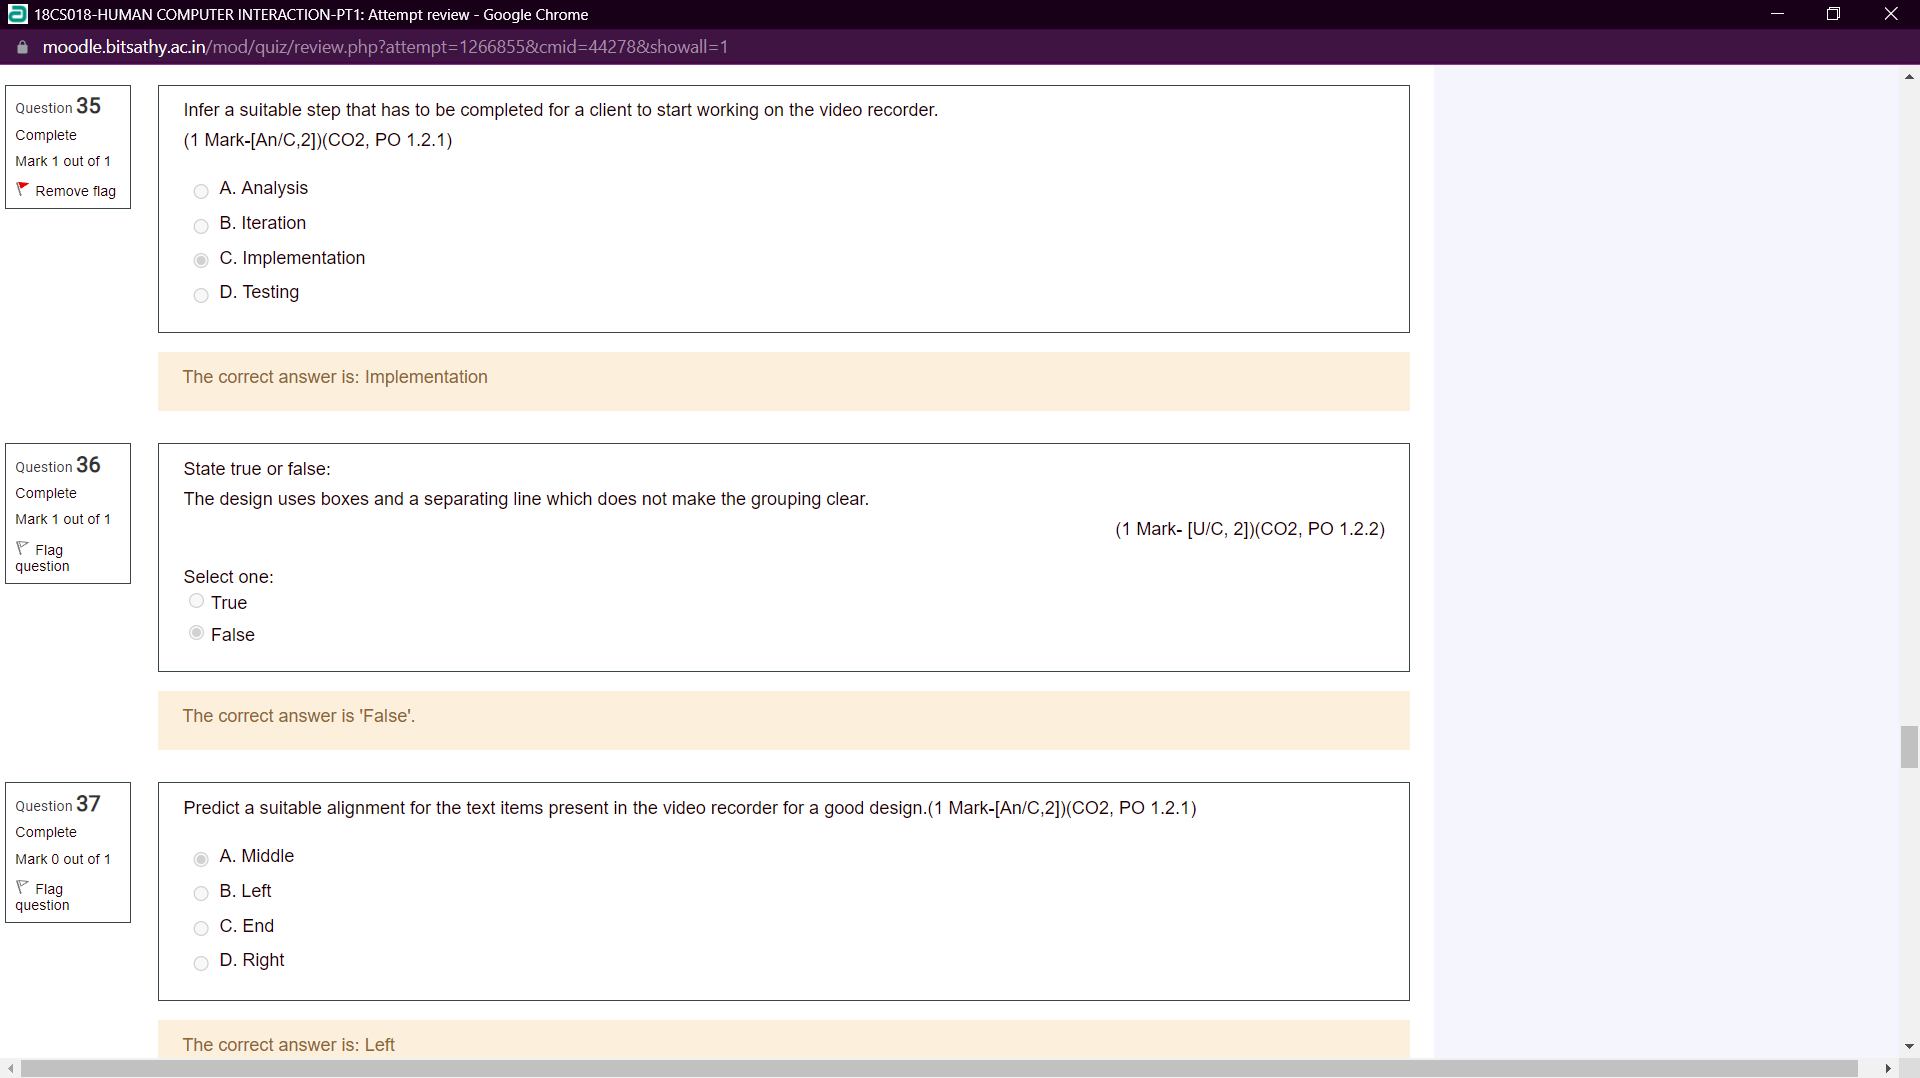 18CS018-HUMAN COMPUTER INTERACTION-PT1: Attempt review - Google Chrome
moodle.bitsathy.ac.in/mod/quiz/review.php?attempt=1266855&cmid=44278&showall=1
Question 35
Complete
Mark 1 out of 1
Remove flag
Infer a suitable step that has to be completed for a client to start working on the video recorder.
(1 Mark-[An/C,2])(CO2, PO 1.2.1)
A. Analysis
B. Iteration
C. Implementation
D. Testing
The correct answer is: Implementation
Question 36
Complete
Mark 1 out of 1
Flag
question
State true or false:
The design uses boxes and a separating line which does not make the grouping clear.
(1 Mark- [U/C, 2])(CO2, PO 1.2.2)
Select one:
True
False
The correct answer is 'False'.
Question 37
Complete
Mark 0 out of 1
Flag
question
Predict a suitable alignment for the text items present in the video recorder for a good design.(1 Mark-[An/C,2])(CO2, PO 1.2.1)
A. Middle
B. Left
C. End
D. Right
The correct answer is: Left